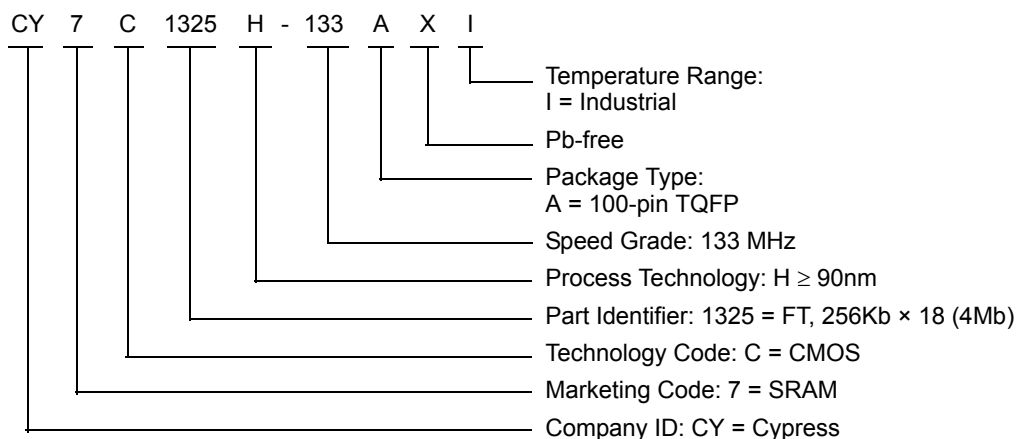 CY 7 C 1325 H - 133 A X I
Temperature Range:
I = Industrial
Pb-free
Package Type:
A = 100-pin TQFP
Speed Grade: 133 MHz
Process Technology: H ≥ 90nm
Part Identifier: 1325 = FT, 256Kb × 18 (4Mb)
Technology Code: C = CMOS
Marketing Code: 7 = SRAM
Company ID: CY = Cypress